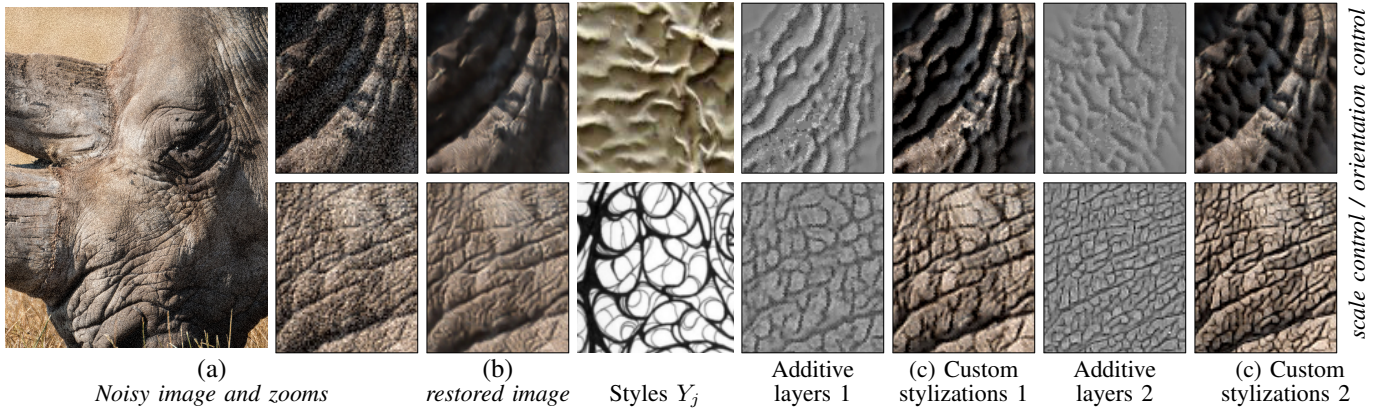 (a)
Noisy image and zooms
(b)
restored image
Styles Y_j
Additive
layers 1
(c) Custom
stylizations 1
Additive
layers 2
(c) Custom
stylizations 2
scale control / orientation control